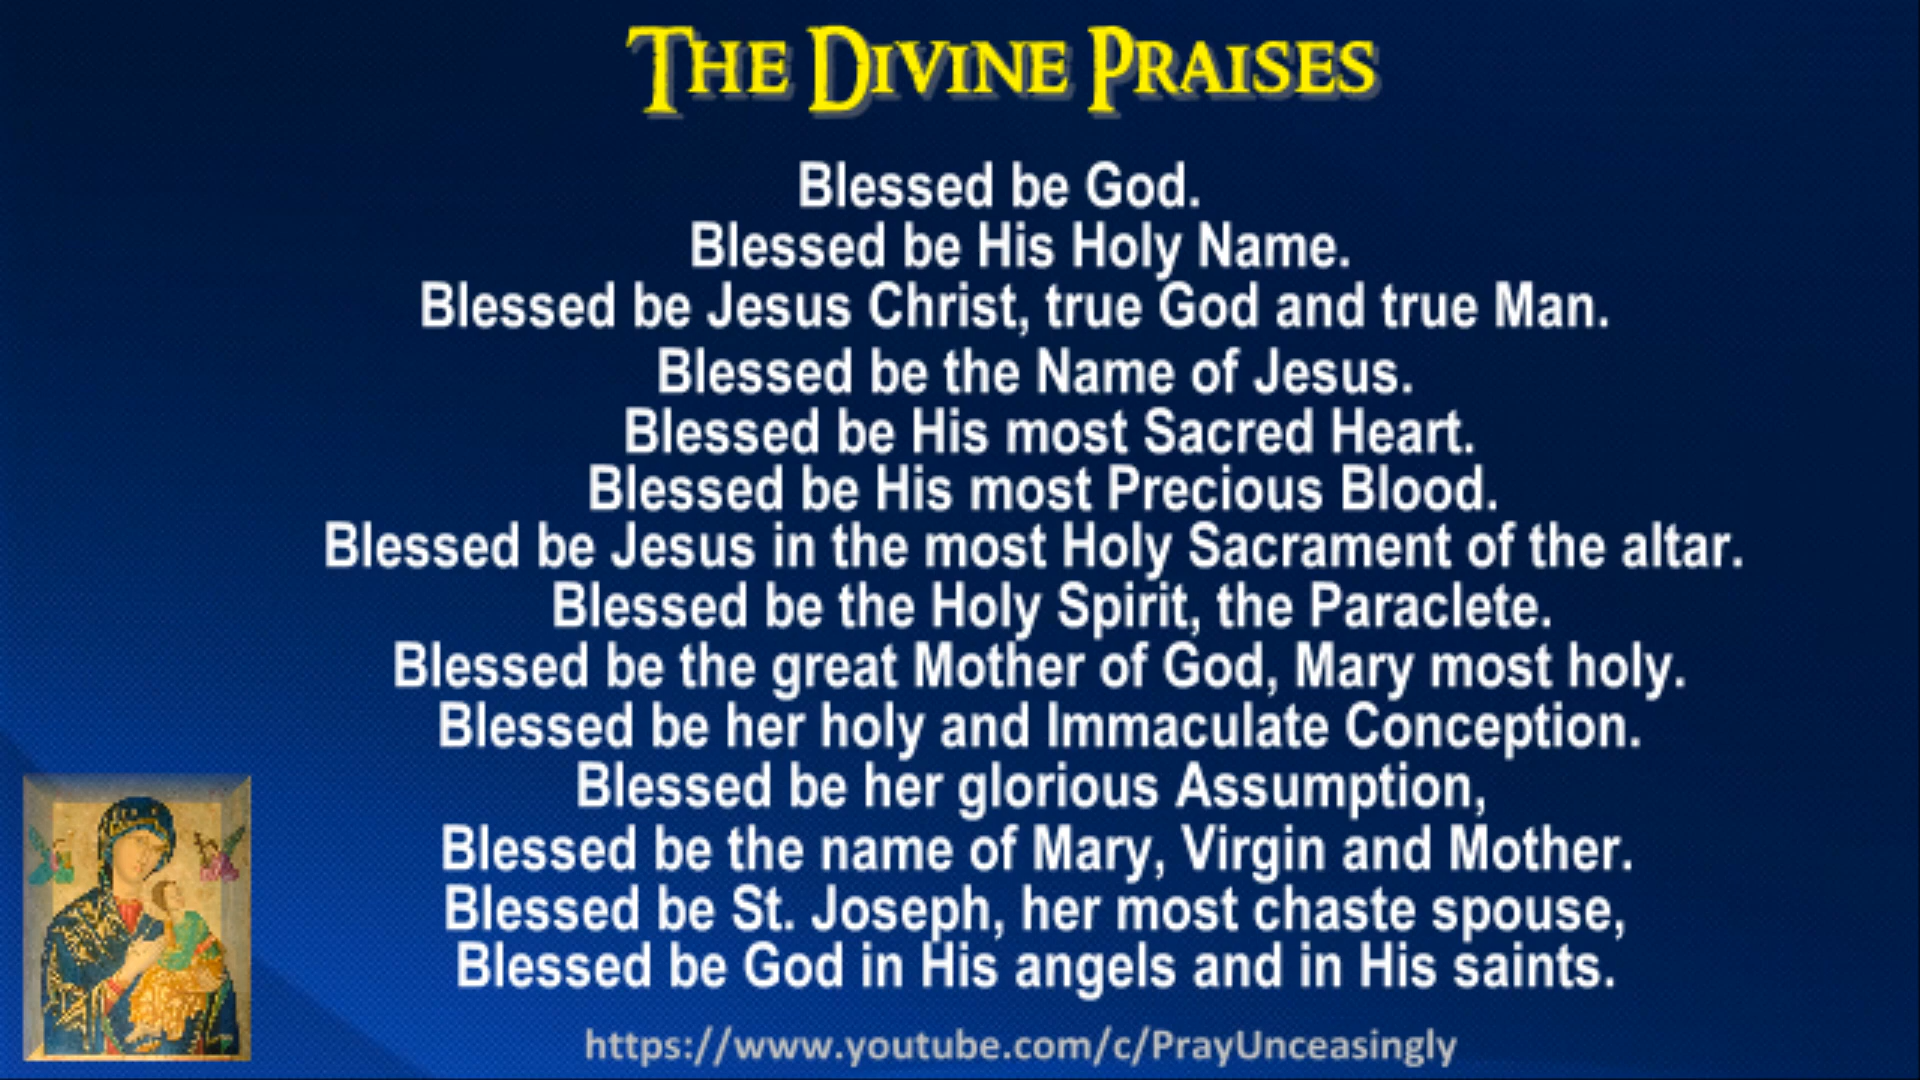 The Divine Praises
Blessed be God.
Blessed be His Holy Name.
Blessed be Jesus Christ, true God and true Man.
Blessed be the Name of Jesus.
Blessed be His most Sacred Heart.
Blessed be His most Precious Blood.
Blessed be Jesus in the most Holy Sacrament of the altar.
Blessed be the Holy Spirit, the Paraclete.
Blessed be the great Mother of God, Mary most holy.
Blessed be her holy and Immaculate Conception.
Blessed be her glorious Assumption,
Blessed be the name of Mary, Virgin and Mother.
Blessed be St. Joseph, her most chaste spouse,
Blessed be God in His angels and in His saints.
https://www.youtube.com/c/PrayUnceasingly